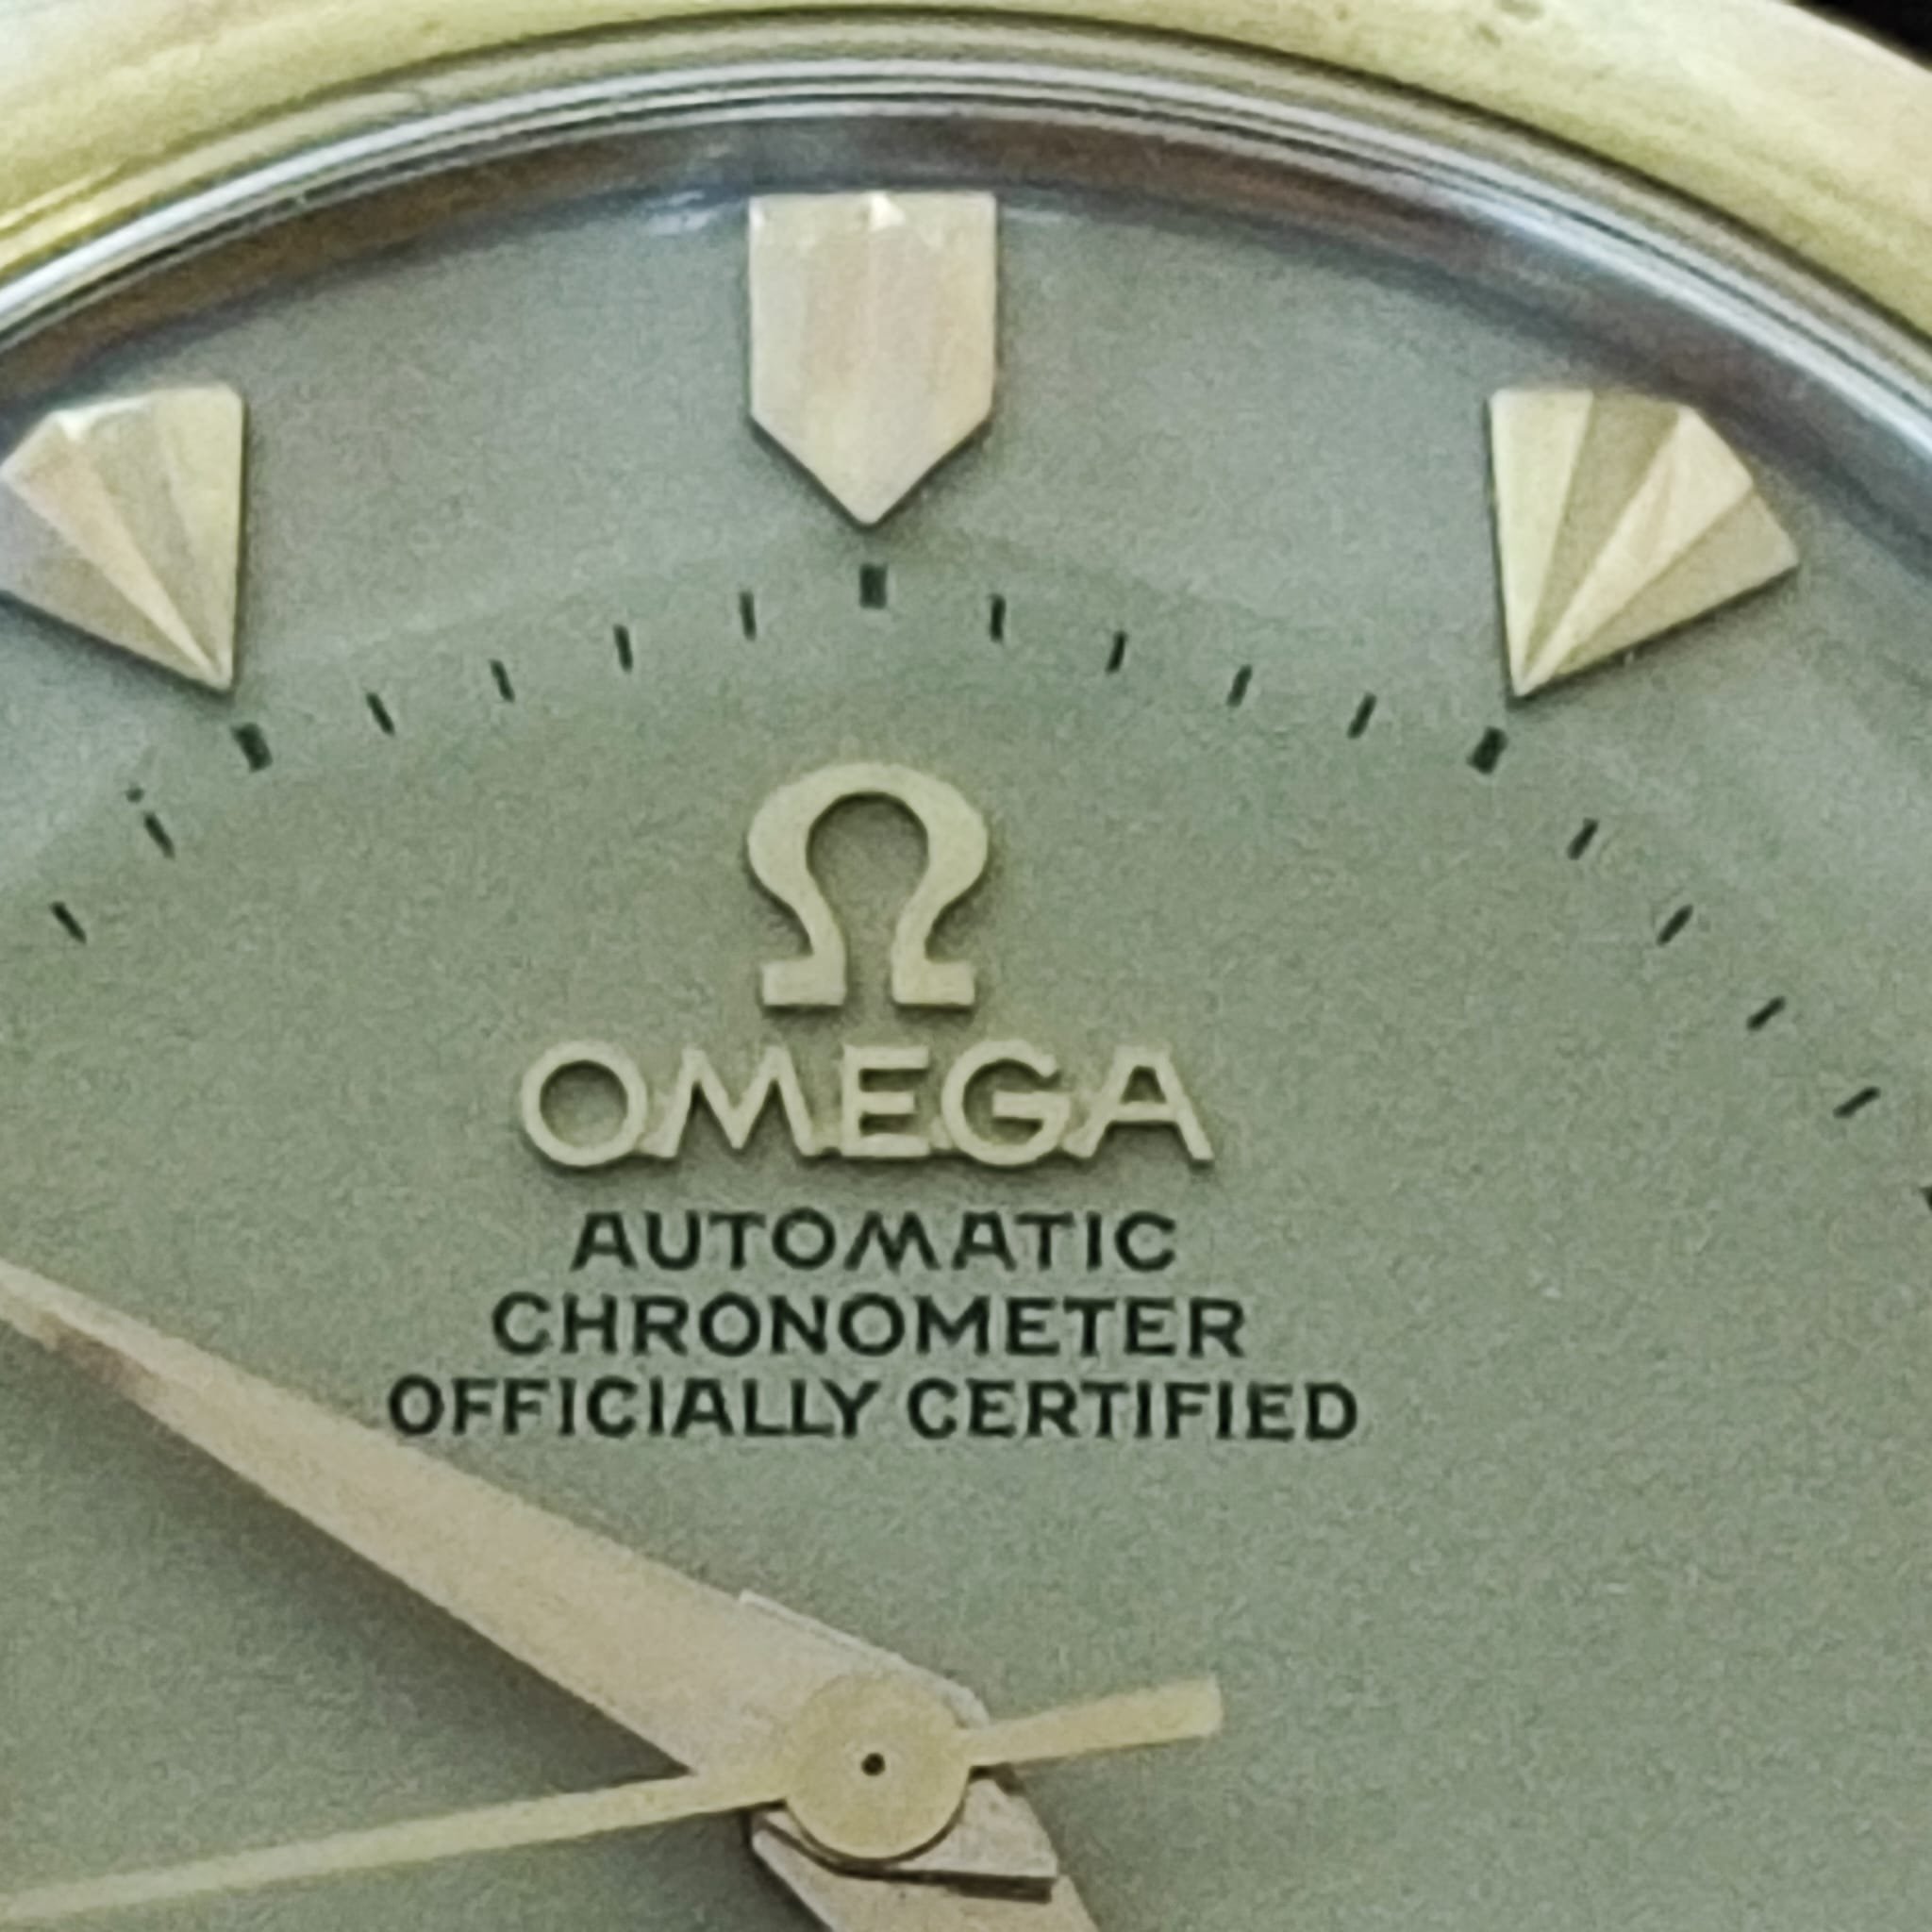 Ω
OMEGA
AUTOMATIC
CHRONOMETER
OFFICIALLY CERTIFIED